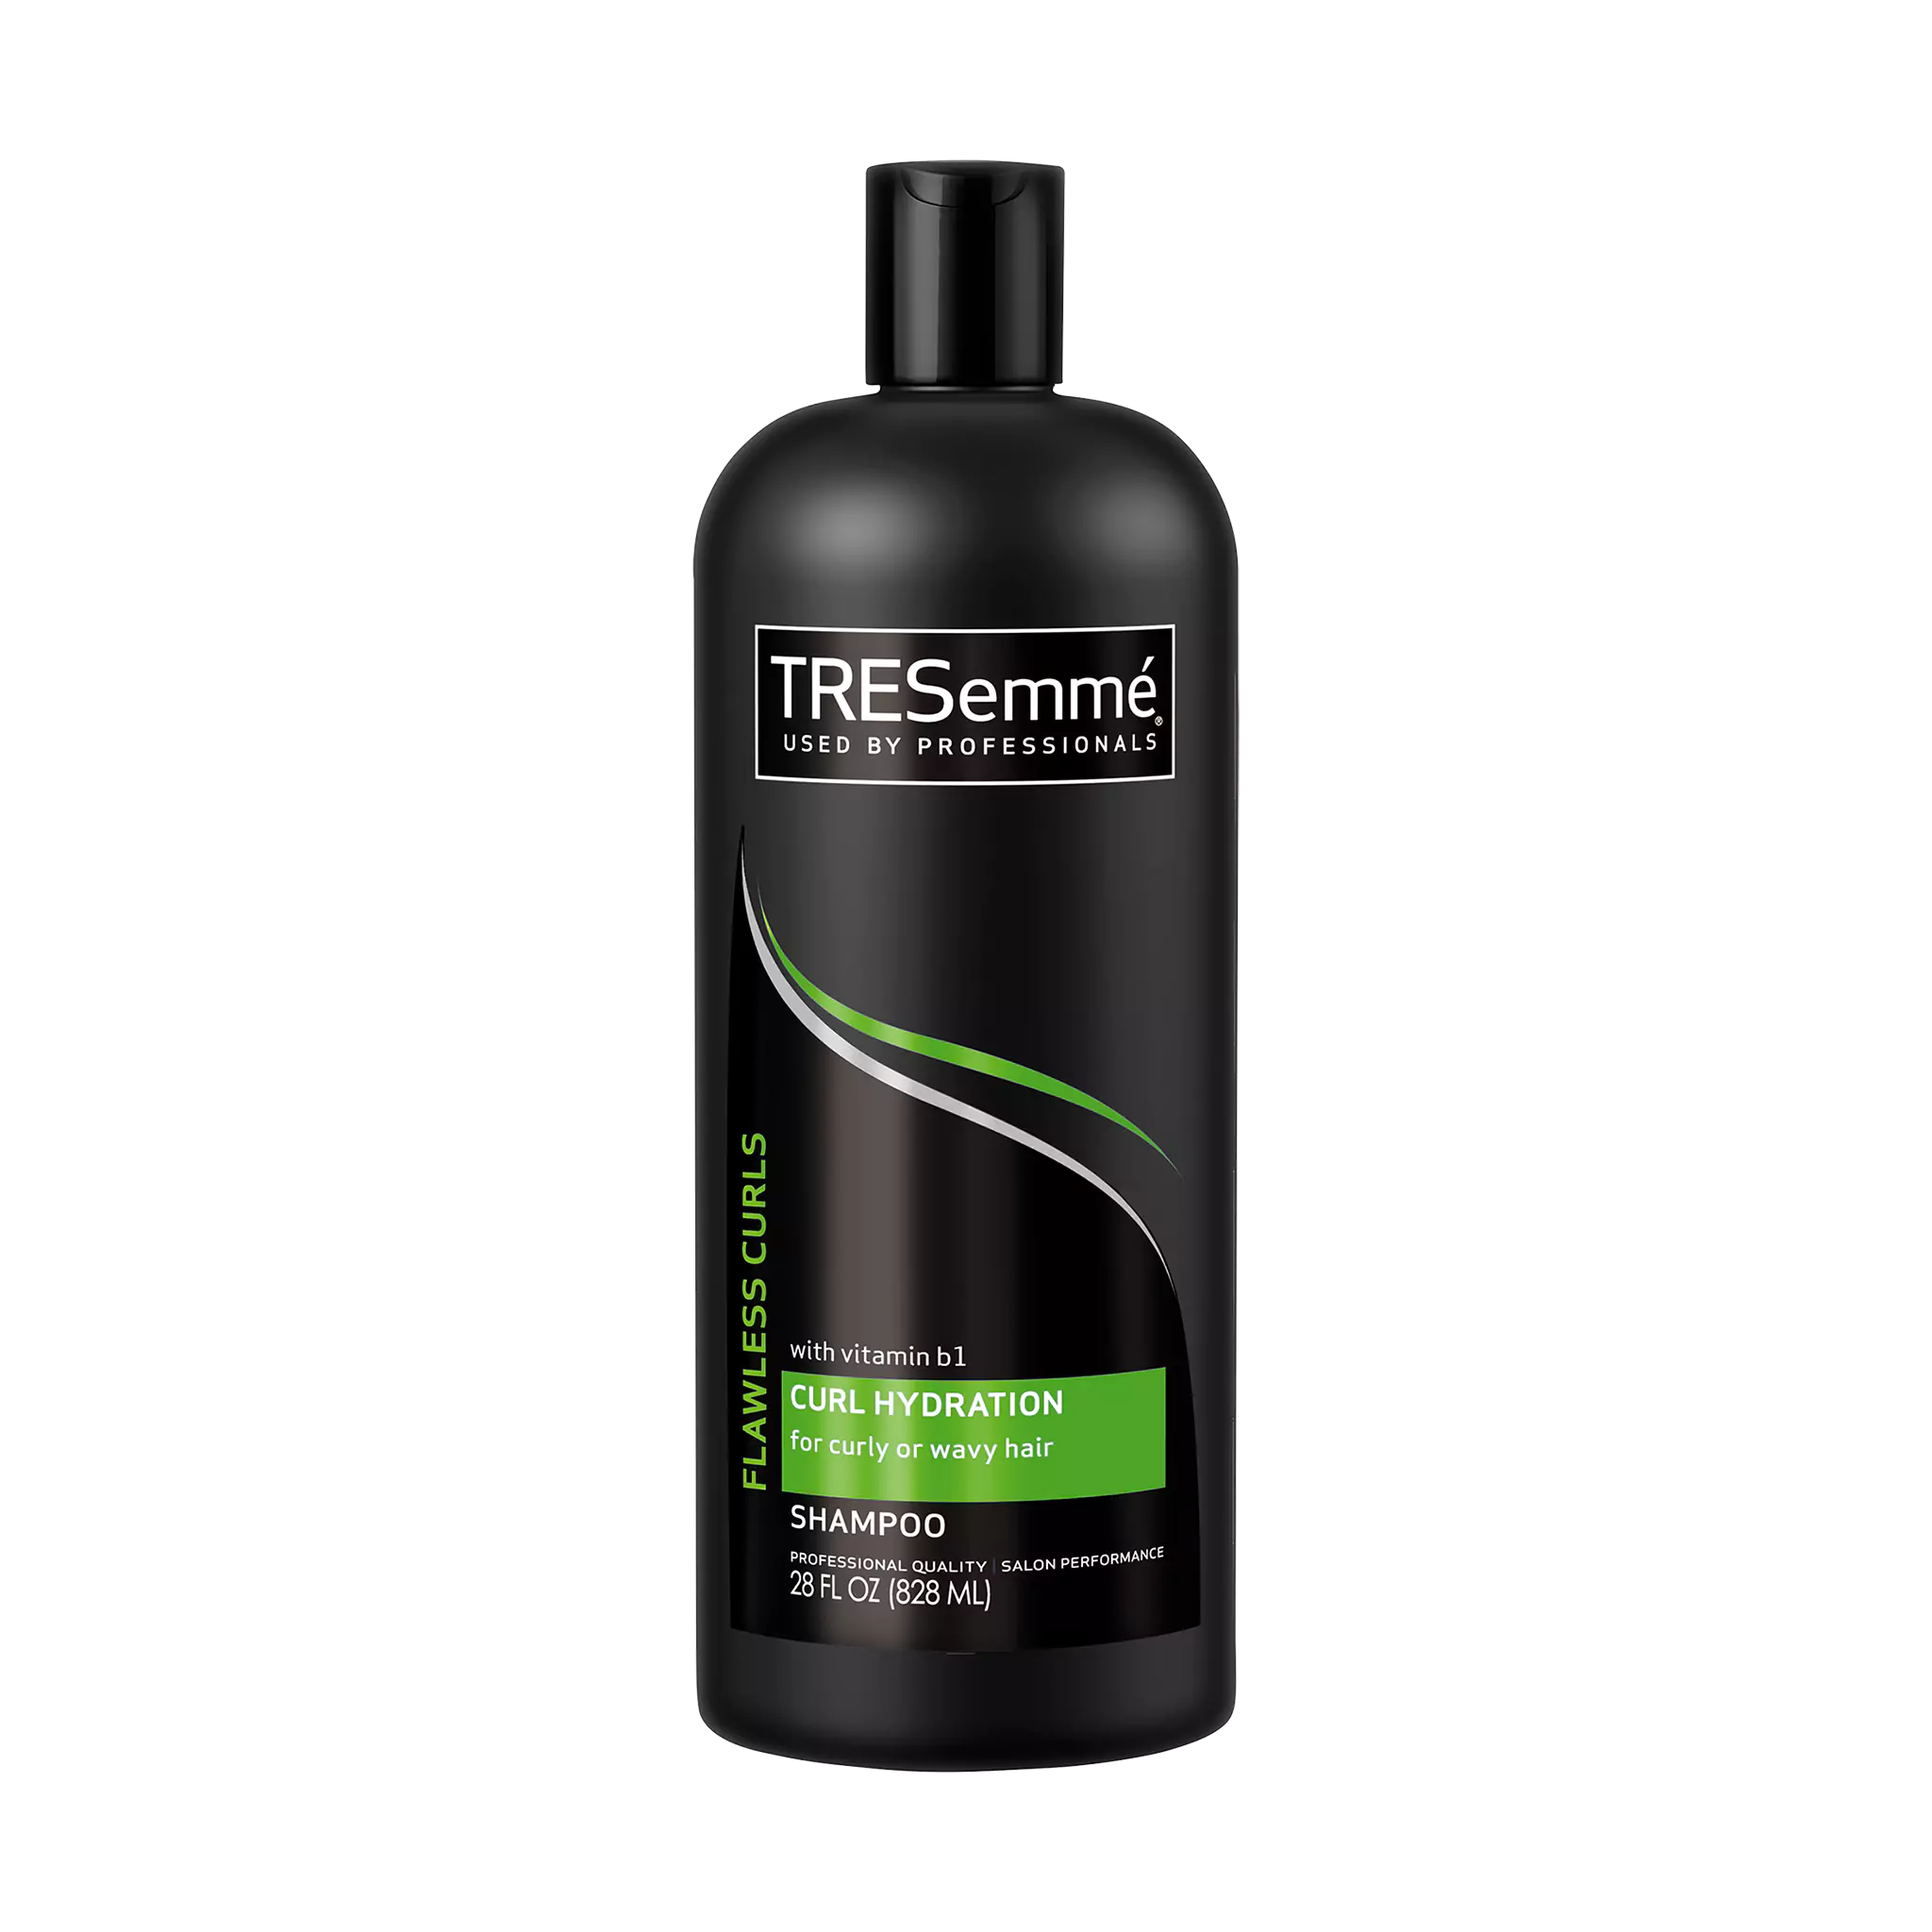 TRESemmé®
USED BY PROFESSIONALS
FLAWLESS CURLS
with vitamin b1
CURL HYDRATION
for curly or wavy hair
SHAMPOO
PROFESSIONAL QUALITY | SALON PERFORMANCE
28 FL OZ (828 ML)